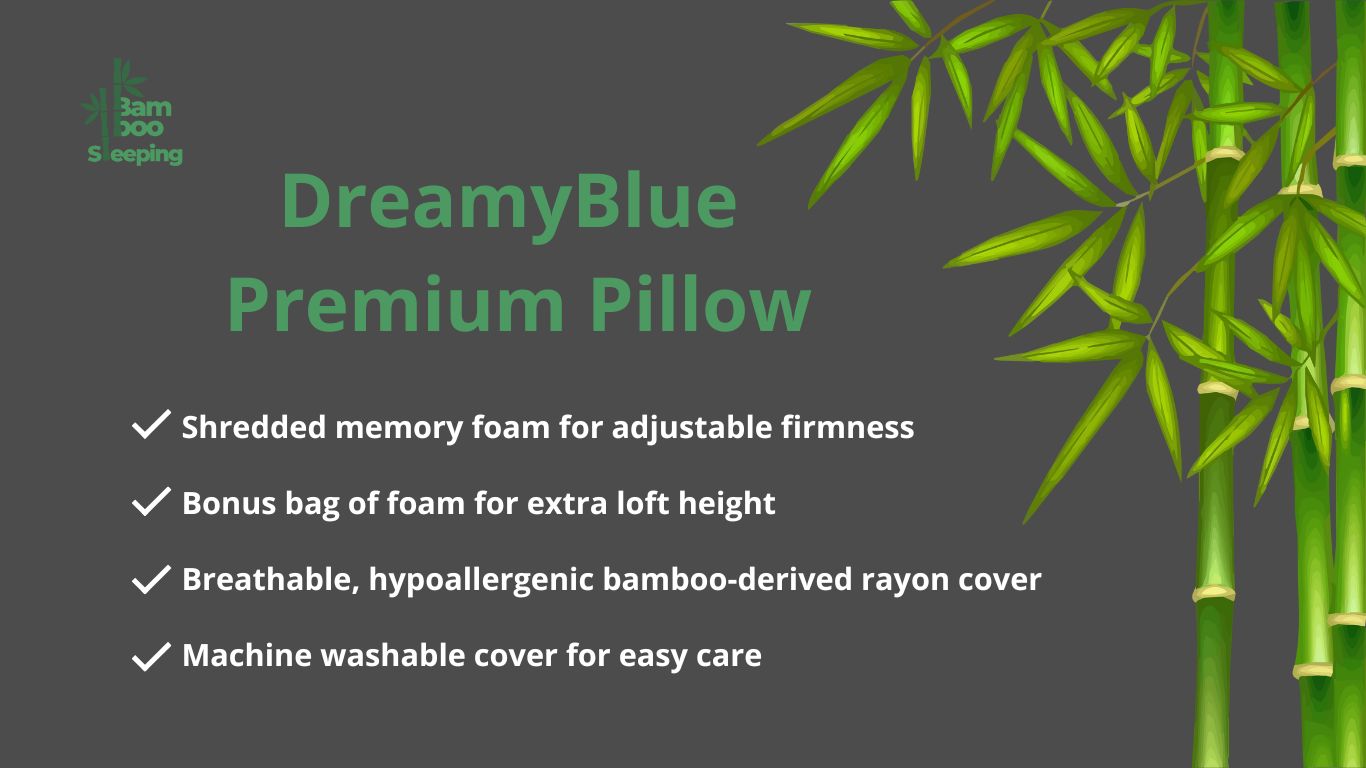 Bam
boo
Sleeping
DreamyBlue
Premium Pillow
Shredded memory foam for adjustable firmness
Bonus bag of foam for extra loft height
Breathable, hypoallergenic bamboo-derived rayon cover
Machine washable cover for easy care